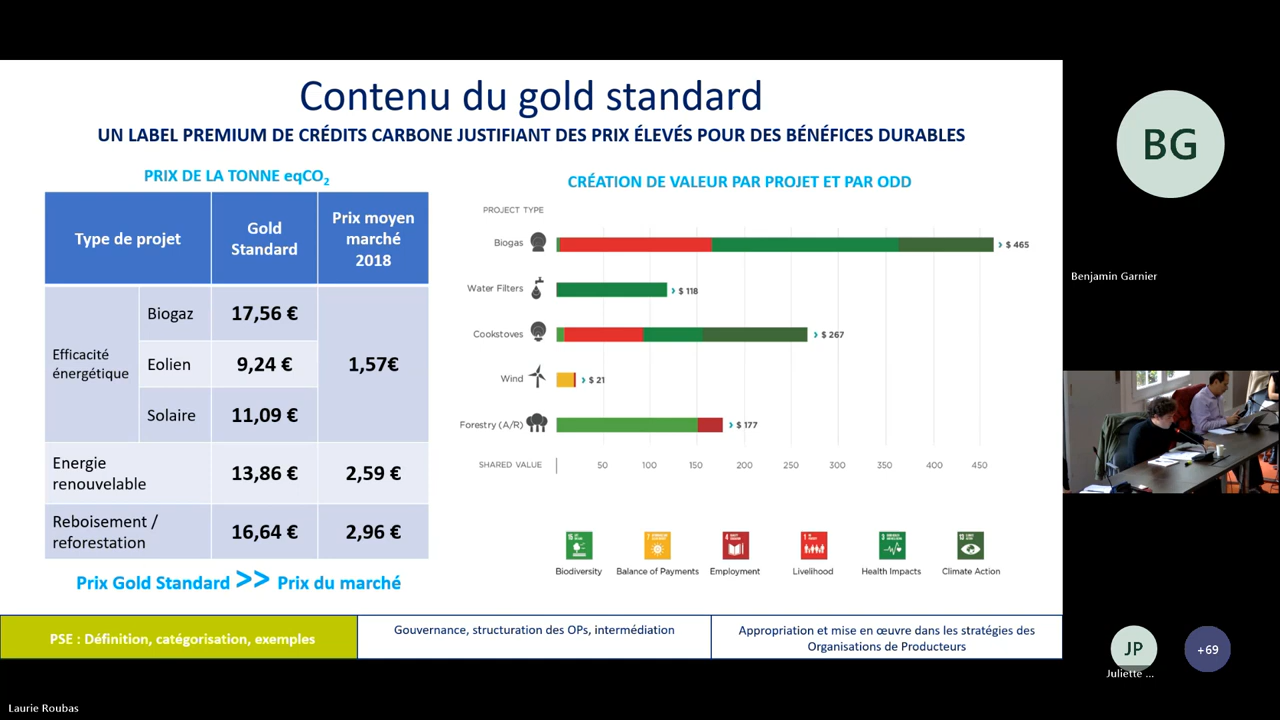 Contenu du gold standard
UN LABEL PREMIUM DE CRÉDITS CARBONE JUSTIFIANT DES PRIX ÉLEVÉS POUR DES BÉNÉFICES DURABLES
PRIX DE LA TONNE eqCO2
Type de projet
Gold
Standard
Prix moyen
marché
2018
Efficacité
énergétique
Biogaz
17,56 €
1,57€
Eolien
9,24 €
Solaire
11,09 €
Energie
renouvelable
13,86 €
2,59 €
Reboisement /
reforestation
16,64 €
2,96 €
Prix Gold Standard >> Prix du marché
CRÉATION DE VALEUR PAR PROJET ET PAR ODD
PROJECT TYPE
Biogas
› $ 465
Water Filters
› $ 118
Cookstoves
› $ 267
Wind
› $ 21
Forestry (A/R)
› $ 177
SHARED VALUE
50 100 150 200 250 300 350 400 450
Biodiversity
Balance of Payments
Employment
Livelihood
Health Impacts
Climate Action
PSE : Définition, catégorisation, exemples
Gouvernance, structuration des OPs, intermédiation
Appropriation et mise en œuvre dans les stratégies des
Organisations de Producteurs
BG
Benjamin Garnier
JP
Juliette ...
+69
Laurie Roubas